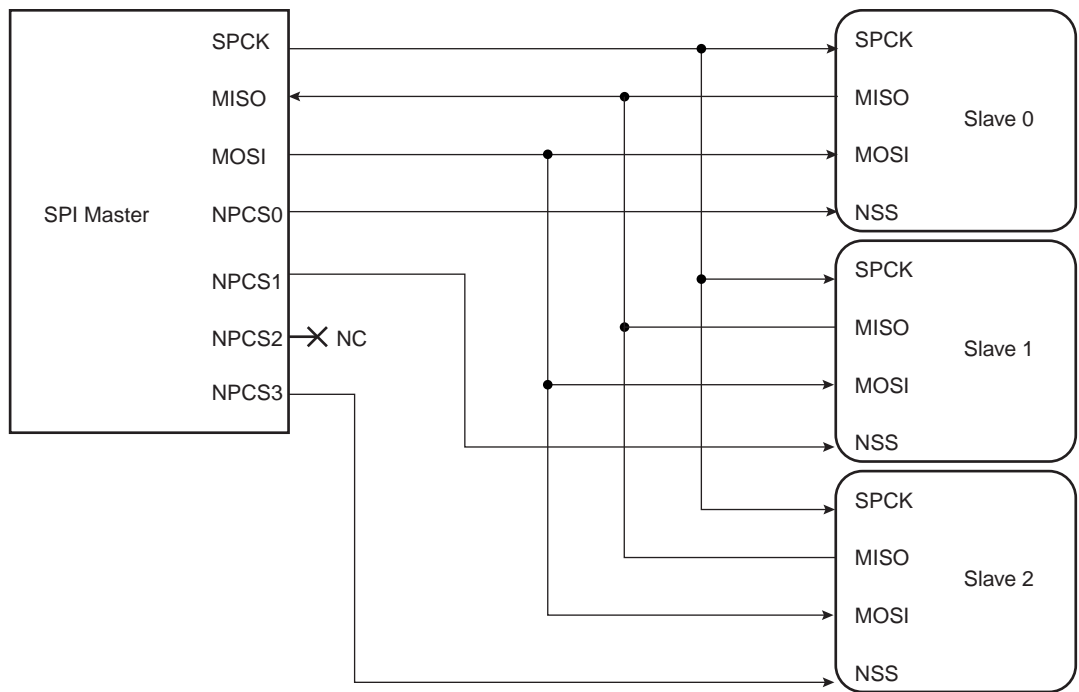 SPI Master
SPCK
MISO
MOSI
NPCS0
NPCS1
NPCS2
NC
NPCS3
SPCK
MISO
Slave 0
MOSI
NSS
SPCK
MISO
Slave 1
MOSI
NSS
SPCK
MISO
Slave 2
MOSI
NSS